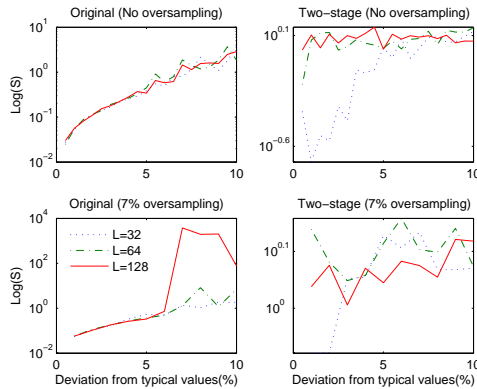 Original (No oversampling)
Two-stage (No oversampling)
Log(S)
10^1
10^0
10^-1
10^-2
0 5 10
10^0.1
10^-0.6
0 5 10
Original (7% oversampling)
Two-stage (7% oversampling)
Log(S)
10^4
10^2
10^0
10^-2
L=32
L=64
L=128
0 5 10
10^0.1
10^0
0 5 10
Deviation from typical values(%)
Deviation from typical values(%)